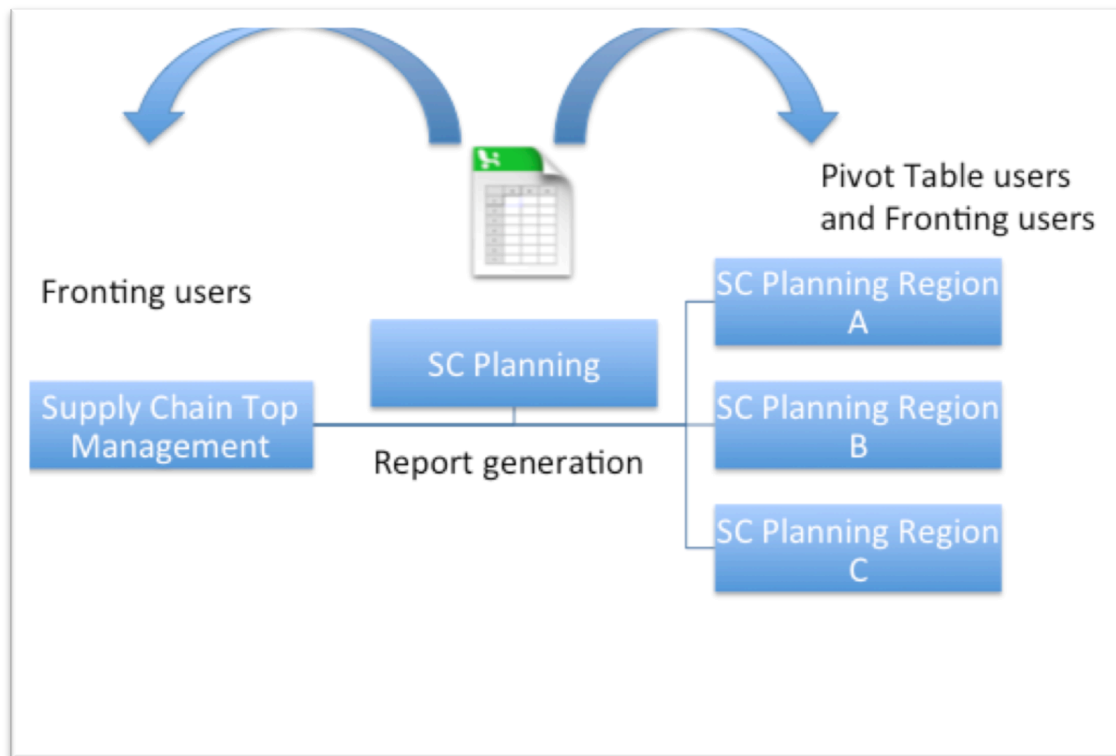 Pivot Table users
and Fronting users
Fronting users
SC Planning Region
A
SC Planning
Supply Chain Top
Management
SC Planning Region
B
Report generation
SC Planning Region
C